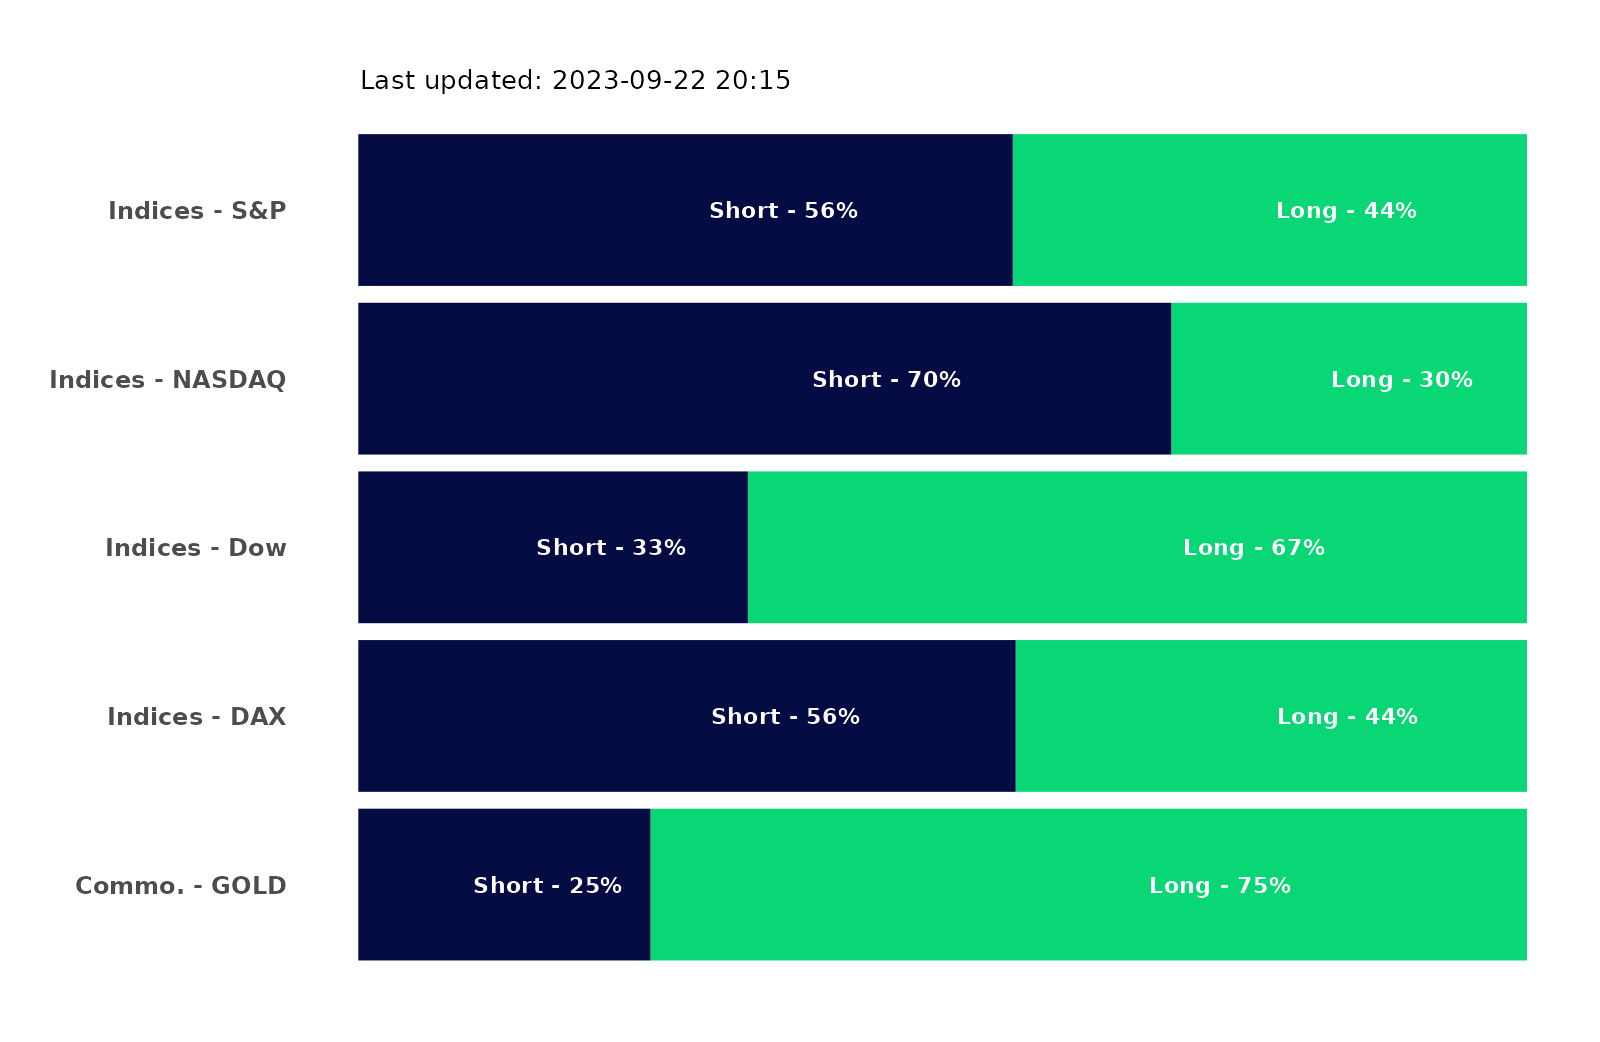 Last updated: 2023-09-22 20:15
Indices - S&P
Short - 56%
Long - 44%
Indices - NASDAQ
Short - 70%
Long - 30%
Indices - Dow
Short - 33%
Long - 67%
Indices - DAX
Short - 56%
Long - 44%
Commo. - GOLD
Short - 25%
Long - 75%